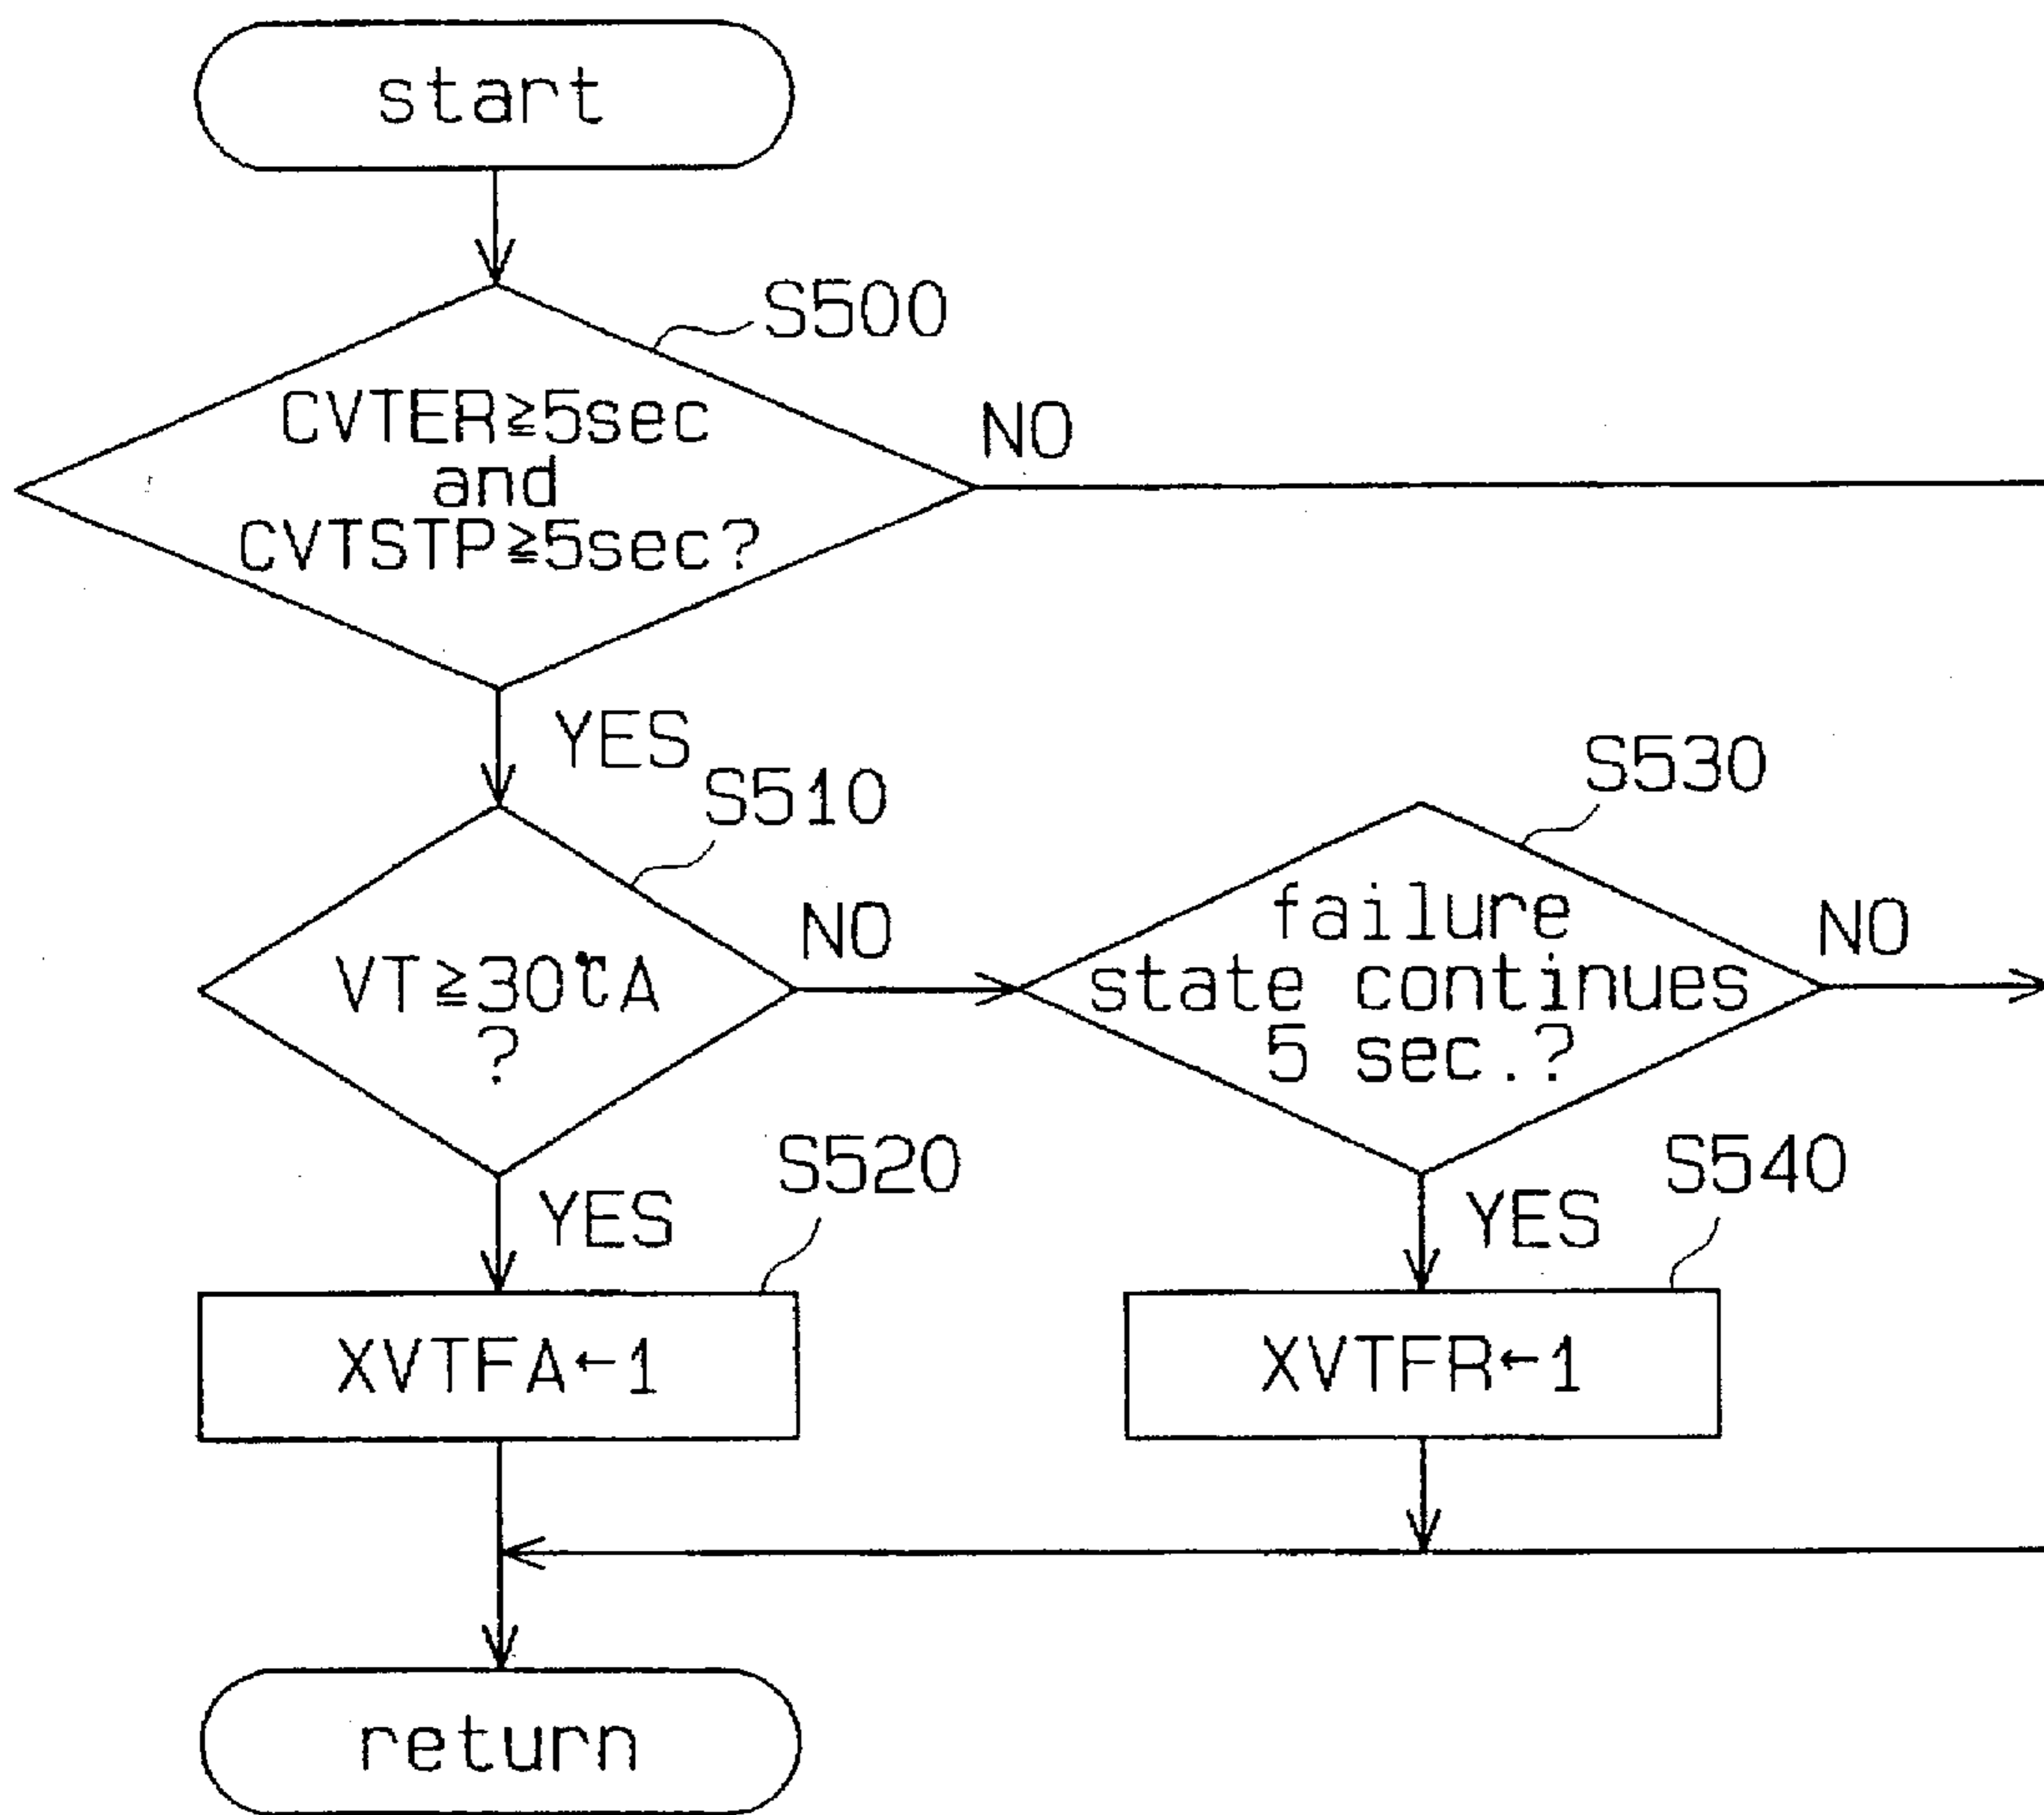 start
S500
CVTER≧5sec
and
CVTSTP≧5sec?
NO
YES
S510
VT≧30℃A
?
NO
S530
failure
state continues
5 sec.?
NO
YES
S520
XVTFA←1
YES
S540
XVTFR←1
return